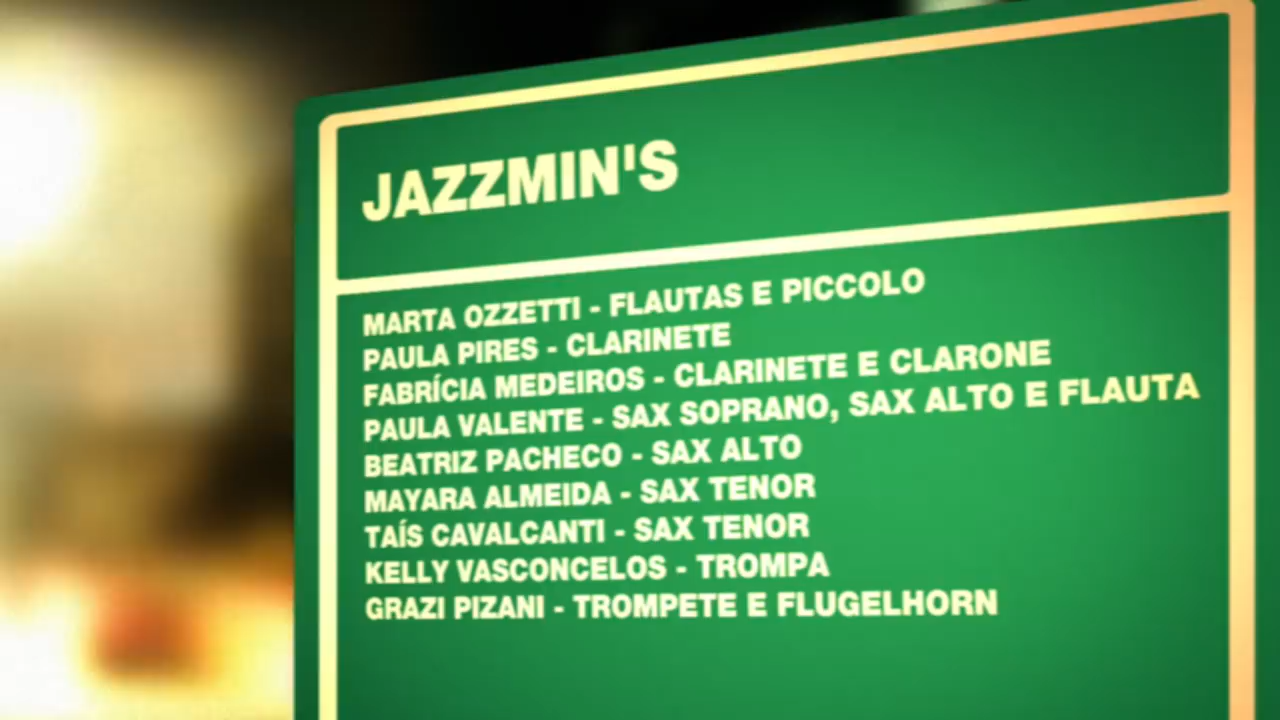 JAZZMIN'S
MARTA OZZETTI - FLAUTAS E PICCOLO
PAULA PIRES - CLARINETE
FABRÍCIA MEDEIROS - CLARINETE E CLARONE
PAULA VALENTE - SAX SOPRANO, SAX ALTO E FLAUTA
BEATRIZ PACHECO - SAX ALTO
MAYARA ALMEIDA - SAX TENOR
TAÍS CAVALCANTI - SAX TENOR
KELLY VASCONCELOS - TROMPA
GRAZI PIZANI - TROMPETE E FLUGELHORN